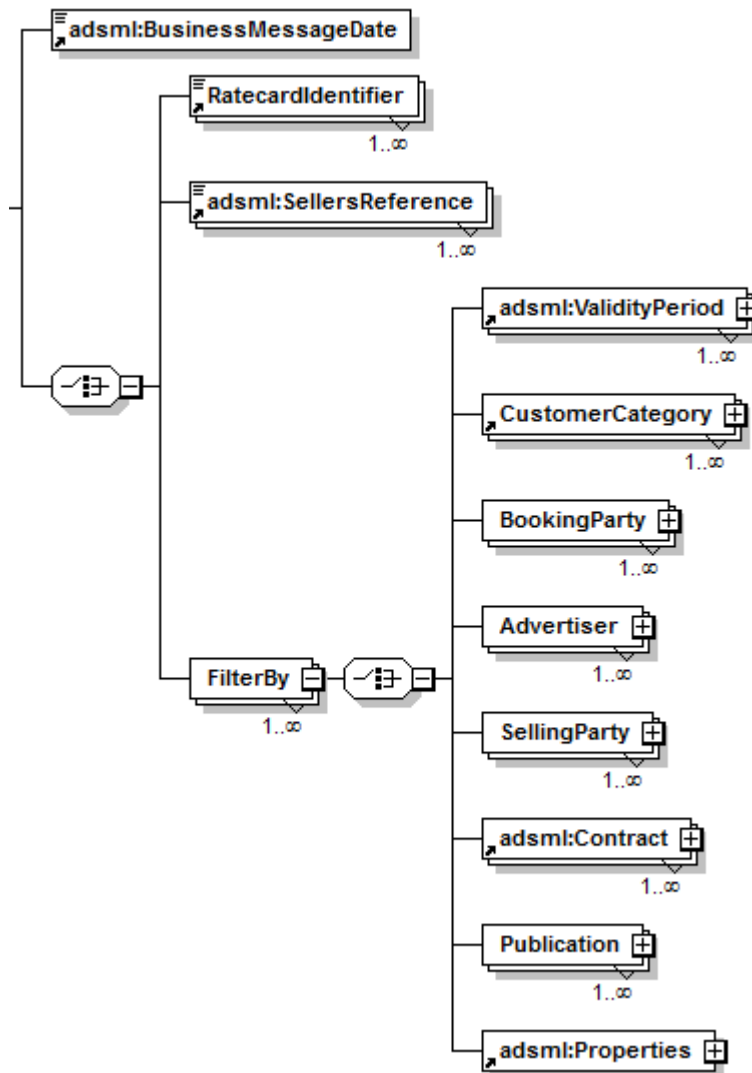 adsml:BusinessMessageDate
RatecardIdentifier
1..∞
adsml:SellersReference
1..∞
adsml:ValidityPeriod
1..∞
CustomerCategory
1..∞
BookingParty
1..∞
Advertiser
1..∞
FilterBy
1..∞
SellingParty
1..∞
adsml:Contract
1..∞
Publication
1..∞
adsml:Properties